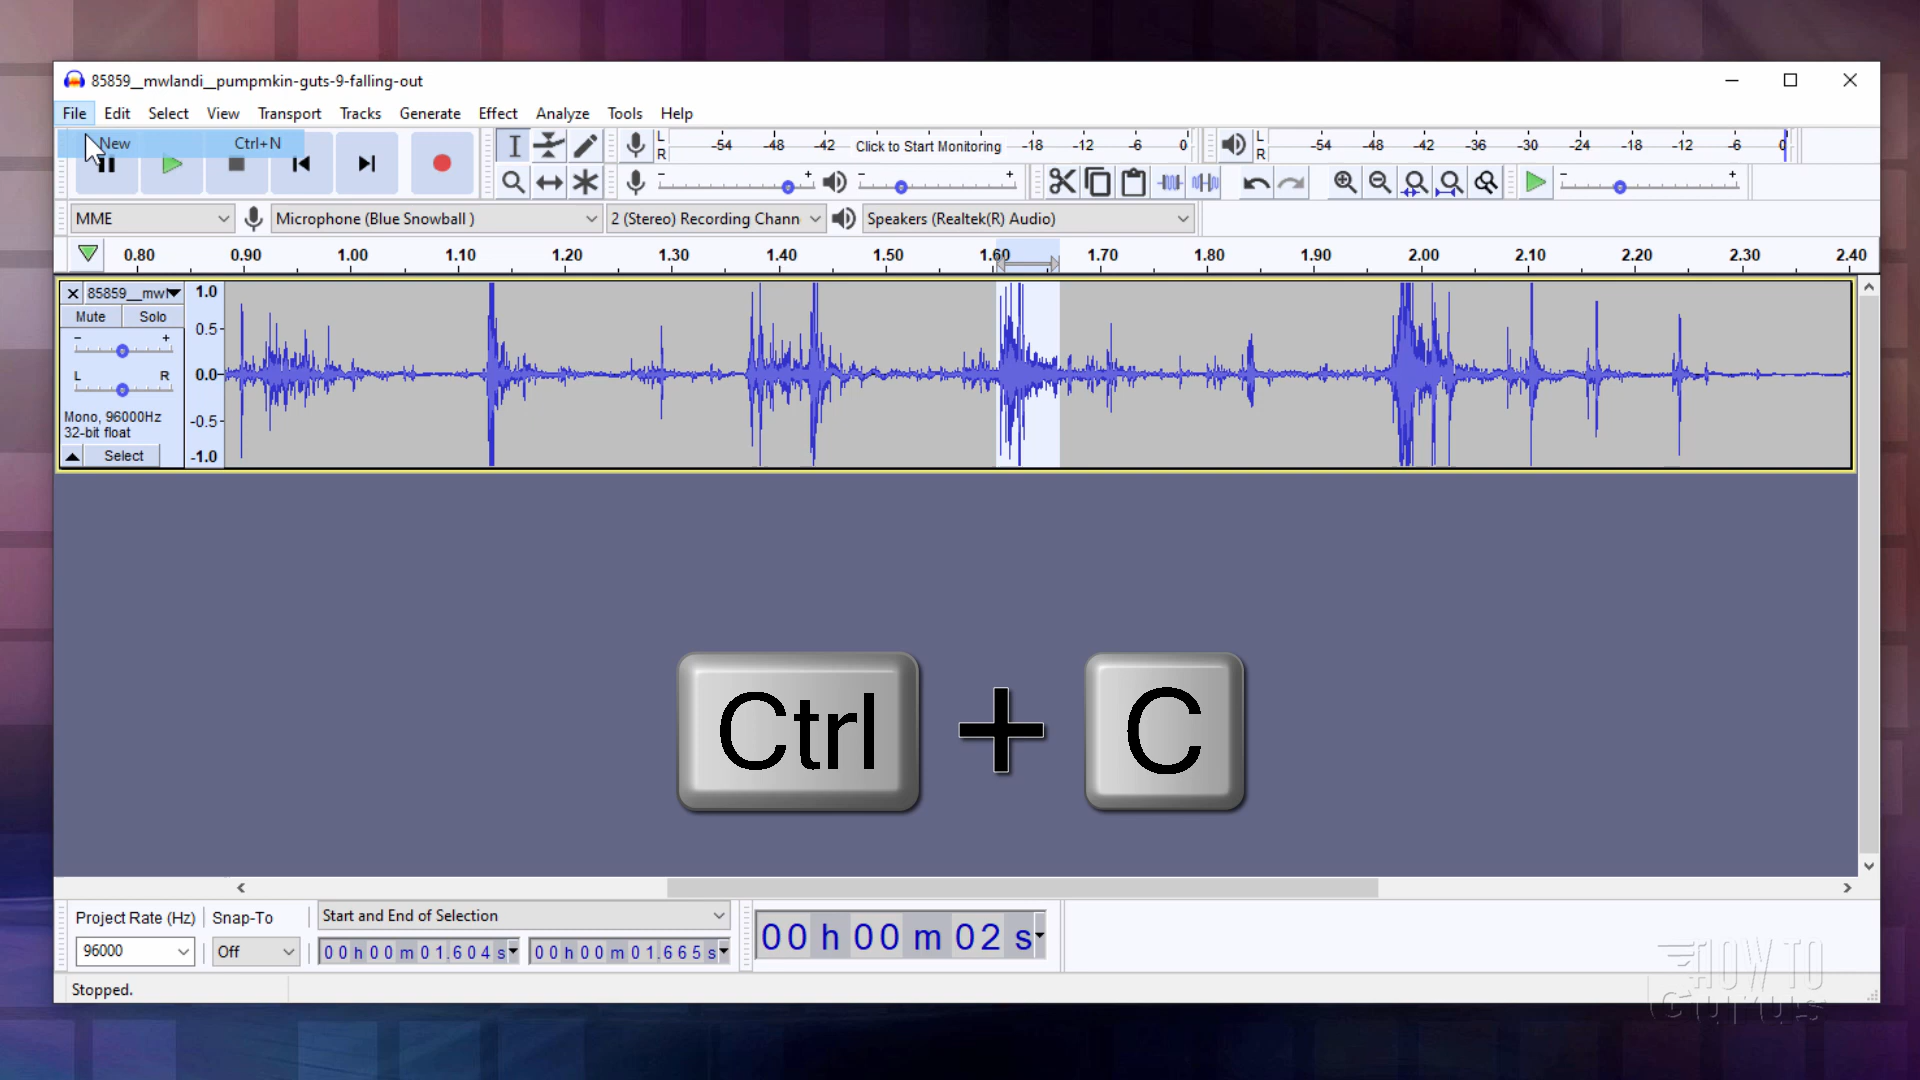 85859__mwlandi__pumpmkin-guts-9-falling-out
File Edit Select View Transport Tracks Generate Effect Analyze Tools Help
New Ctrl+N
L
R
-54 -48 -42 Click to Start Monitoring -18 -12 -6 0
L
R
-54 -48 -42 -36 -30 -24 -18 -12 -6 0
- + - + - +
MME Microphone (Blue Snowball ) 2 (Stereo) Recording Chann Speakers (Realtek(R) Audio)
0.80 0.90 1.00 1.10 1.20 1.30 1.40 1.50 1.60 1.70 1.80 1.90 2.00 2.10 2.20 2.30 2.40
85859__mwl
Mute Solo
- +
L R
Mono, 96000Hz
32-bit float
Select
1.0
0.5-
0.0-
-0.5-
-1.0
Ctrl + C
Project Rate (Hz) Snap-To Start and End of Selection
96000 Off 00h00m01.604s 00h00m01.665s
00h00m02s
Stopped.
HOW TO
GURUS